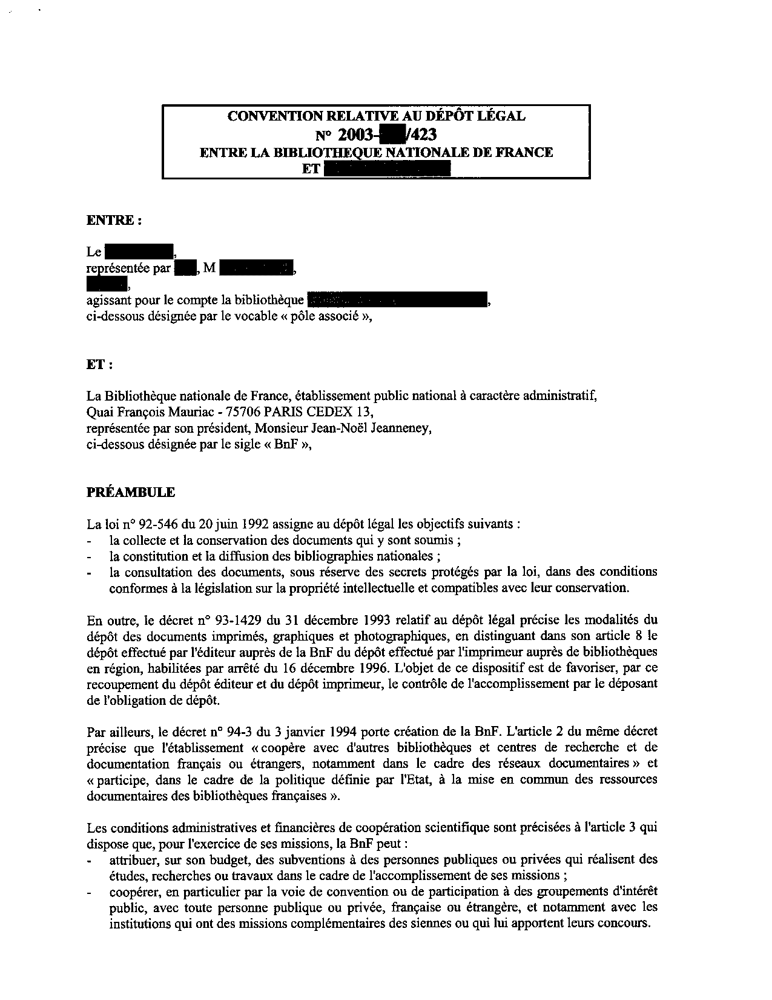 CONVENTION RELATIVE AU DÉPÔT LÉGAL
N° 2003-/423
ENTRE LA BIBLIOTHEQUE NATIONALE DE FRANCE
ET
ENTRE :
Le ,
représentée par , M ,
,
agissant pour le compte la bibliothèque ,
ci-dessous désignée par le vocable « pôle associé »,
ET :
La Bibliothèque nationale de France, établissement public national à caractère administratif,
Quai François Mauriac - 75706 PARIS CEDEX 13,
représentée par son président, Monsieur Jean-Noël Jeanneney,
ci-dessous désignée par le sigle « BnF »,
PRÉAMBULE
La loi n° 92-546 du 20 juin 1992 assigne au dépôt légal les objectifs suivants :
- la collecte et la conservation des documents qui y sont soumis ;
- la constitution et la diffusion des bibliographies nationales ;
- la consultation des documents, sous réserve des secrets protégés par la loi, dans des conditions
conformes à la législation sur la propriété intellectuelle et compatibles avec leur conservation.
En outre, le décret n° 93-1429 du 31 décembre 1993 relatif au dépôt légal précise les modalités du
dépôt des documents imprimés, graphiques et photographiques, en distinguant dans son article 8 le
dépôt effectué par l'éditeur auprès de la BnF du dépôt effectué par l'imprimeur auprès de bibliothèques
en région, habilitées par arrêté du 16 décembre 1996. L'objet de ce dispositif est de favoriser, par ce
recoupement du dépôt éditeur et du dépôt imprimeur, le contrôle de l'accomplissement par le déposant
de l'obligation de dépôt.
Par ailleurs, le décret n° 94-3 du 3 janvier 1994 porte création de la BnF. L'article 2 du même décret
précise que l'établissement « coopère avec d'autres bibliothèques et centres de recherche et de
documentation français ou étrangers, notamment dans le cadre des réseaux documentaires » et
« participe, dans le cadre de la politique définie par l'Etat, à la mise en commun des ressources
documentaires des bibliothèques françaises ».
Les conditions administratives et financières de coopération scientifique sont précisées à l'article 3 qui
dispose que, pour l'exercice de ses missions, la BnF peut :
- attribuer, sur son budget, des subventions à des personnes publiques ou privées qui réalisent des
études, recherches ou travaux dans le cadre de l'accomplissement de ses missions ;
- coopérer, en particulier par la voie de convention ou de participation à des groupements d'intérêt
public, avec toute personne publique ou privée, française ou étrangère, et notamment avec les
institutions qui ont des missions complémentaires des siennes ou qui lui apportent leurs concours.